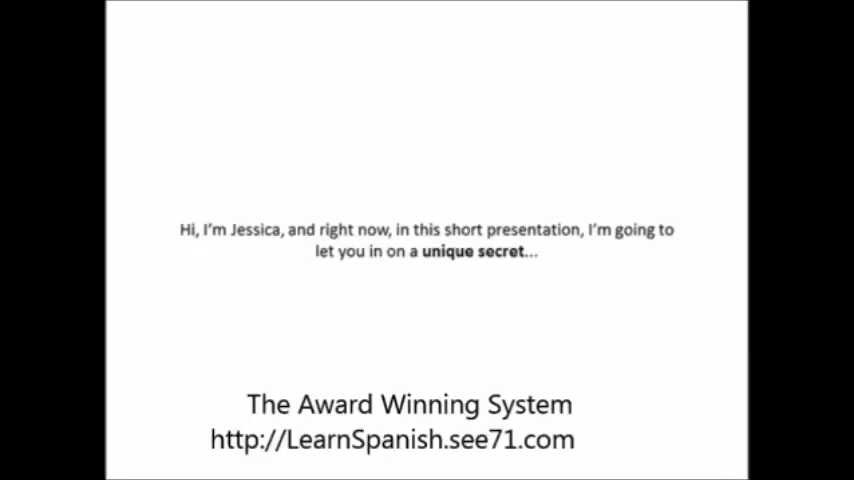 Hi, I'm Jessica, and right now, in this short presentation, I'm going to
let you in on a unique secret...
The Award Winning System
http://LearnSpanish.see71.com